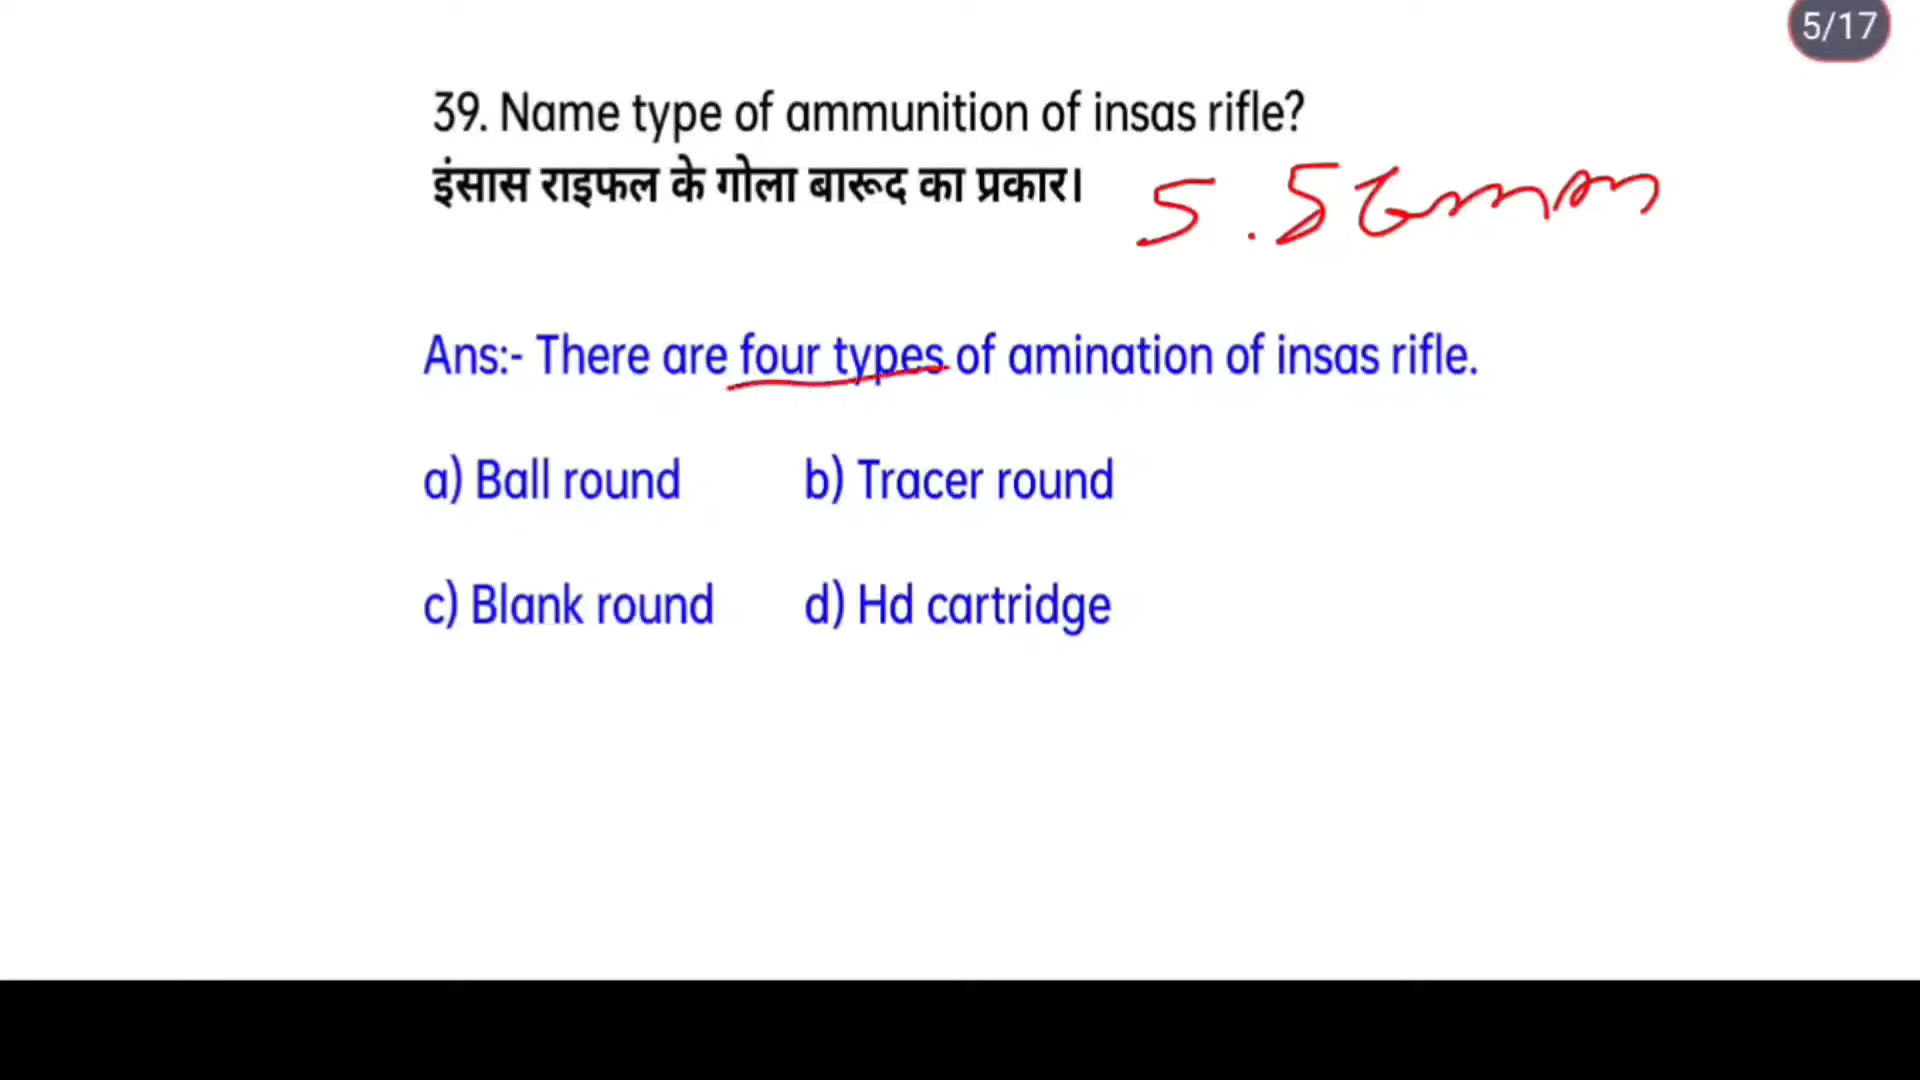 5/17
39. Name type of ammunition of insas rifle?
इंसास राइफल के गोला बारूद का प्रकार।
5.56mm
Ans:- There are four types of amination of insas rifle.
a) Ball round b) Tracer round
c) Blank round d) Hd cartridge